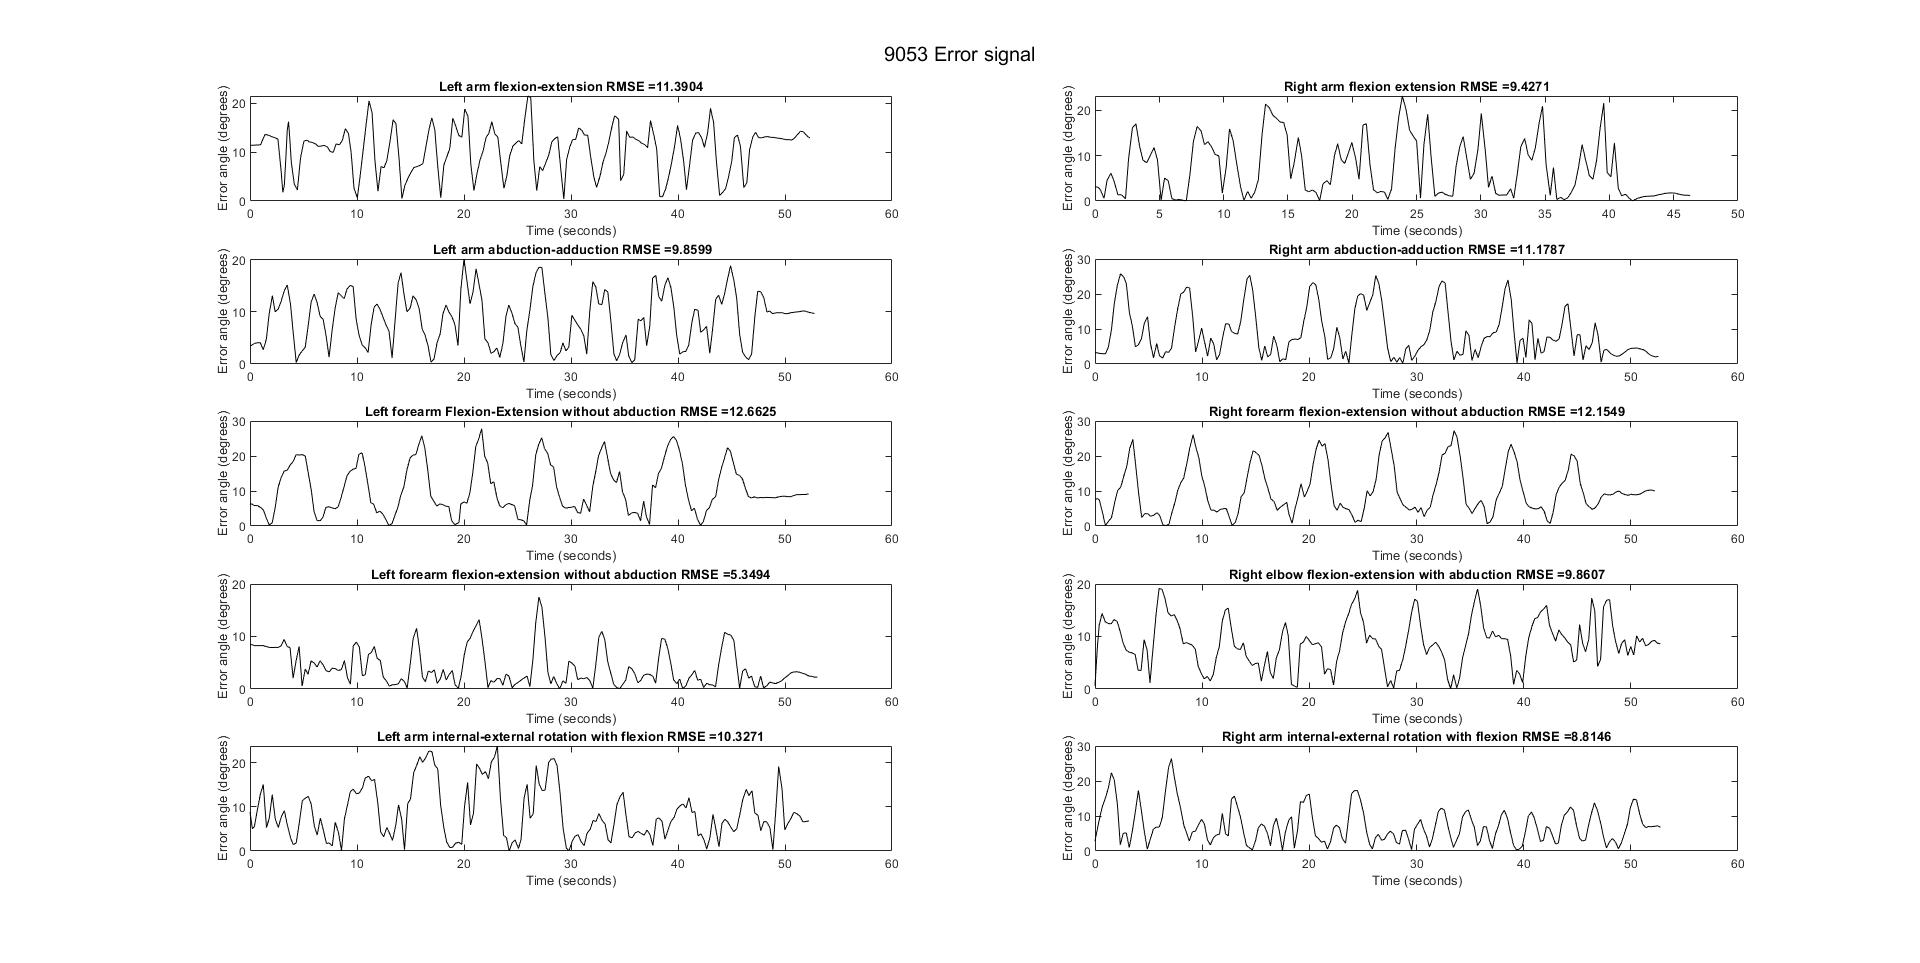 9053 Error signal
Left arm flexion-extension RMSE =11.3904
Error angle (degrees)
20
10
0
0 10 20 30 40 50 60
Time (seconds)
Right arm flexion extension RMSE =9.4271
Error angle (degrees)
20
10
0
0 5 10 15 20 25 30 35 40 45 50
Time (seconds)
Left arm abduction-adduction RMSE =9.8599
Error angle (degrees)
20
10
0
0 10 20 30 40 50 60
Time (seconds)
Right arm abduction-adduction RMSE =11.1787
Error angle (degrees)
30
20
10
0
0 10 20 30 40 50 60
Time (seconds)
Left forearm Flexion-Extension without abduction RMSE =12.6625
Error angle (degrees)
30
20
10
0
0 10 20 30 40 50 60
Time (seconds)
Right forearm flexion-extension without abduction RMSE =12.1549
Error angle (degrees)
30
20
10
0
0 10 20 30 40 50 60
Time (seconds)
Left forearm flexion-extension without abduction RMSE =5.3494
Error angle (degrees)
20
10
0
0 10 20 30 40 50 60
Time (seconds)
Right elbow flexion-extension with abduction RMSE =9.8607
Error angle (degrees)
20
10
0
0 10 20 30 40 50 60
Time (seconds)
Left arm internal-external rotation with flexion RMSE =10.3271
Error angle (degrees)
20
10
0
0 10 20 30 40 50 60
Time (seconds)
Right arm internal-external rotation with flexion RMSE =8.8146
Error angle (degrees)
30
20
10
0
0 10 20 30 40 50 60
Time (seconds)